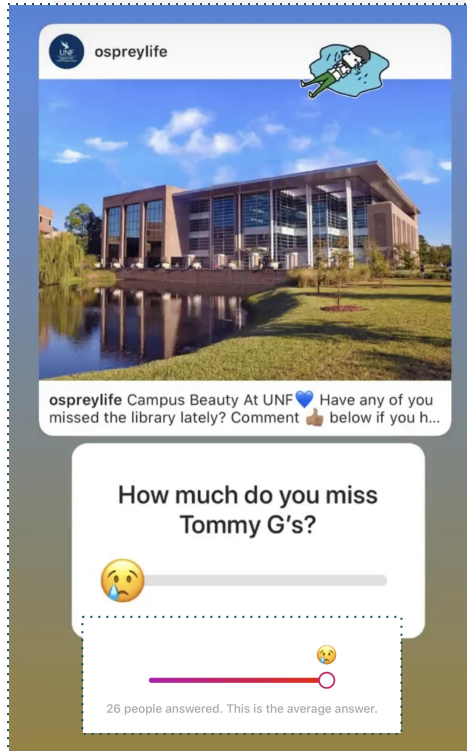 UNF
ospreylife
ospreylife Campus Beauty At UNF💙 Have any of you
missed the library lately? Comment 👍🏽 below if you h...
How much do you miss
Tommy G's?
26 people answered. This is the average answer.